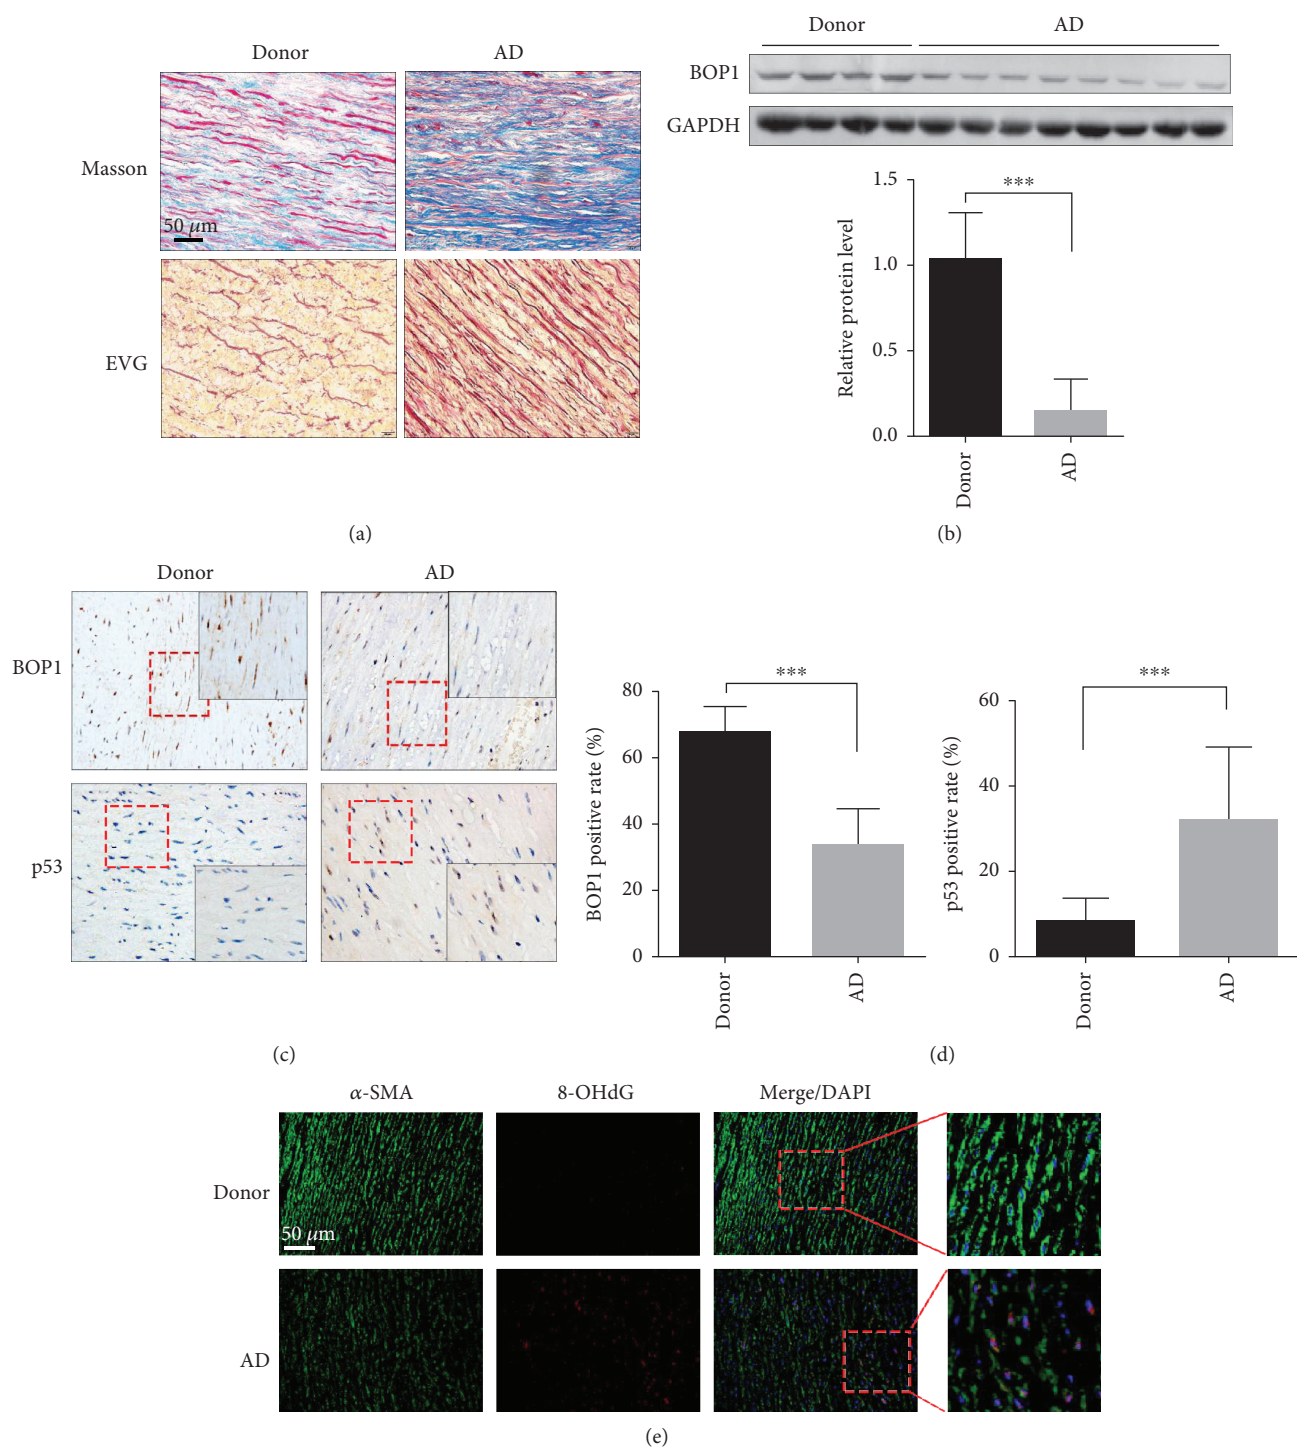 Donor AD
Masson
50 μm
EVG
(a)
Donor AD
BOP1
GAPDH
***
Relative protein level
1.5
1.0
0.5
0.0
Donor
AD
(b)
Donor AD
BOP1
p53
(c)
***
BOP1 positive rate (%)
80
60
40
20
0
Donor
AD
***
p53 positive rate (%)
60
40
20
0
Donor
AD
(d)
α-SMA 8-OHdG Merge/DAPI
Donor
50 μm
AD
(e)